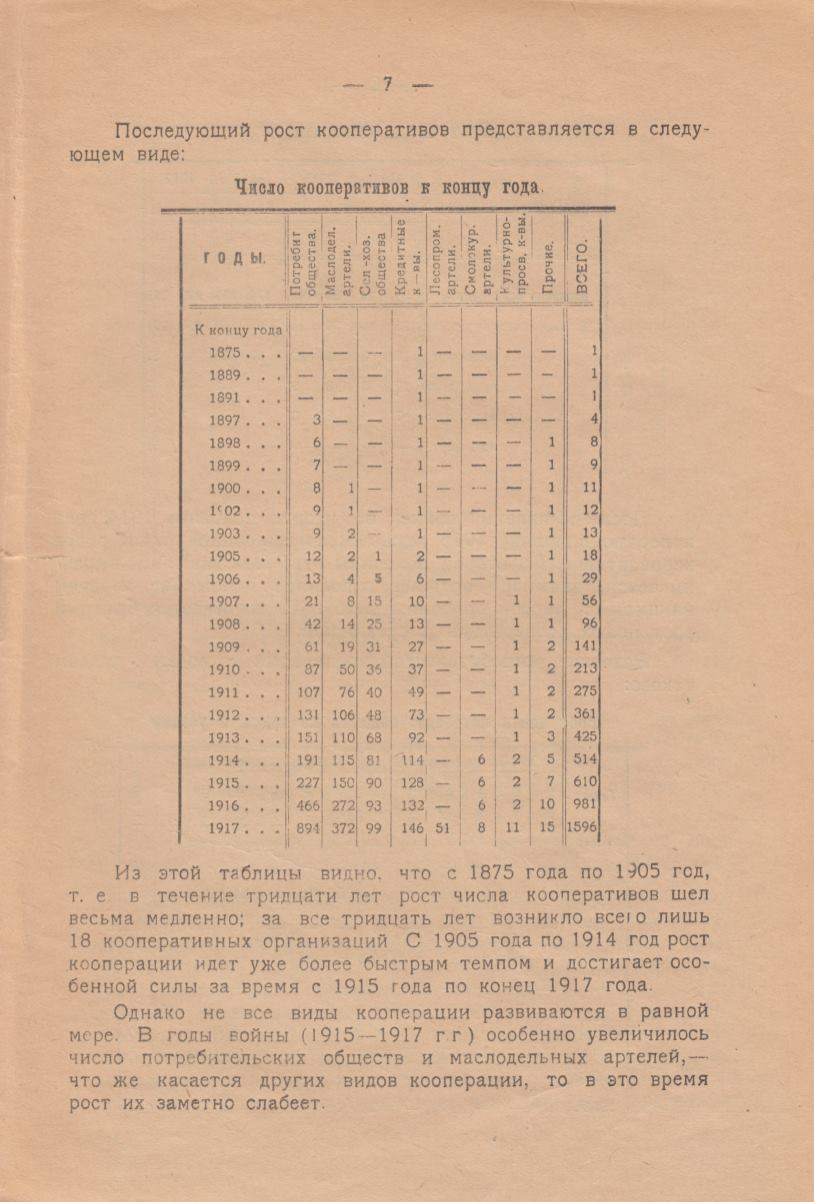 — 7 —
Последующий рост кооперативов представляется в следу-
ющем виде:
Число кооперативов к концу года.
ГОДЫ. Потребит общества. Маслодел. артели. Сел-хоз. общества Кредитные к—вы. Лесопром. артели. Смолокур. артели. Культурно-просв. к-вы. Прочие. ВСЕГО.
К концу года
1875 . . . — — — 1 — — — — 1
1889 . . . — — — 1 — — — — 1
1891 . . . — — — 1 — — — — 1
1897 . . . 3 — — 1 — — — — 4
1898 . . . 6 — — 1 — — — 1 8
1899 . . . 7 — — 1 — — — 1 9
1900 . . . 8 1 — 1 — — — 1 11
1902 . . . 9 1 — 1 — — — 1 12
1903 . . . 9 2 — 1 — — — 1 13
1905 . . . 12 2 1 2 — — — 1 18
1906 . . . 13 4 5 6 — — — 1 29
1907 . . . 21 8 15 10 — — 1 1 56
1908 . . . 42 14 25 13 — — 1 1 96
1909 . . . 61 19 31 27 — — 1 2 141
1910 . . . 87 50 36 37 — — 1 2 213
1911 . . . 107 76 40 49 — — 1 2 275
1912 . . . 131 106 48 73 — — 1 2 361
1913 . . . 151 110 68 92 — — 1 3 425
1914 . . . 191 115 81 114 — 6 2 5 514
1915 . . . 227 150 90 128 — 6 2 7 610
1916 . . . 466 272 93 132 — 6 2 10 981
1917 . . . 894 372 99 146 51 8 11 15 1596
Из этой таблицы видно, что с 1875 года по 1905 год,
т. е. в течение тридцати лет рост числа кооперативов шел
весьма медленно; за все тридцать лет возникло всего лишь
18 кооперативных организаций С 1905 года по 1914 год рост
кооперации идет уже более быстрым темпом и достигает осо-
бенной силы за время с 1915 года по конец 1917 года.
Однако не все виды кооперации развиваются в равной
мере. В годы войны (1915—1917 г.г) особенно увеличилось
число потребительских обществ и маслодельных артелей,—
что же касается других видов кооперации, то в это время
рост их заметно слабеет.